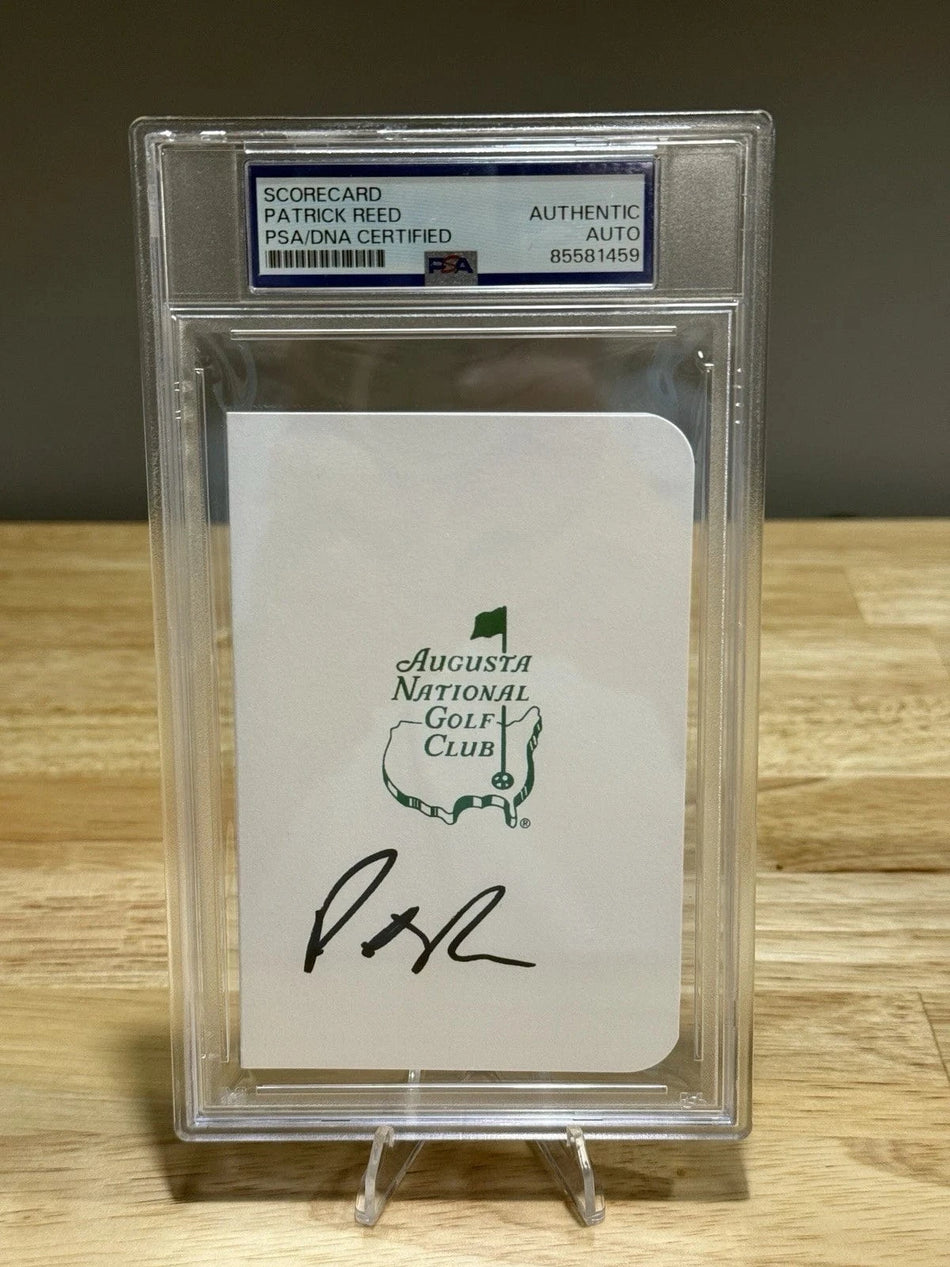 SCORECARD
PATRICK REED
PSA/DNA CERTIFIED
AUTHENTIC
AUTO
85581459
PSA
AUGUSTA
NATIONAL
GOLF
CLUB
®